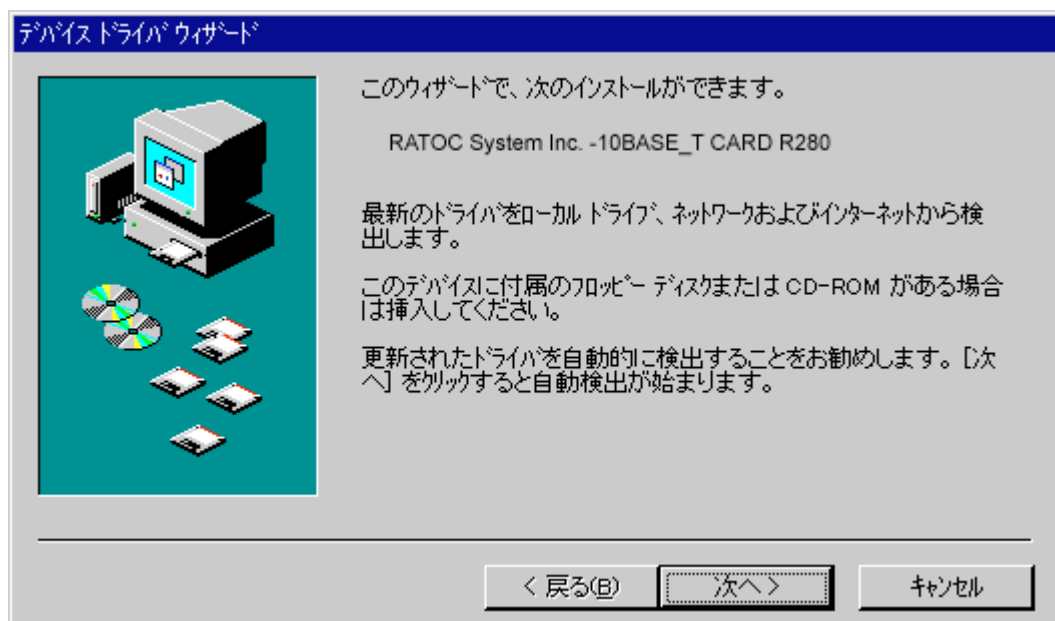 ﾃﾞﾊﾞｲｽ ﾄﾞﾗｲﾊﾞ ｳｨｻﾞｰﾄﾞ
このｳｨｻﾞｰﾄﾞで、次のｲﾝｽﾄｰﾙができます。
RATOC System Inc. -10BASE_T CARD R280
最新のﾄﾞﾗｲﾊﾞをﾛｰｶﾙ ﾄﾞﾗｲﾌﾞ、ﾈｯﾄﾜｰｸおよびｲﾝﾀｰﾈｯﾄから検
出します。
このﾃﾞﾊﾞｲｽに付属のﾌﾛｯﾋﾟｰ ﾃﾞｨｽｸまたは CD-ROM がある場合
は挿入してください。
更新されたﾄﾞﾗｲﾊﾞを自動的に検出することをお勧めします。[次
へ] をｸﾘｯｸすると自動検出が始まります。
< 戻る(B)
次へ >
ｷｬﾝｾﾙ